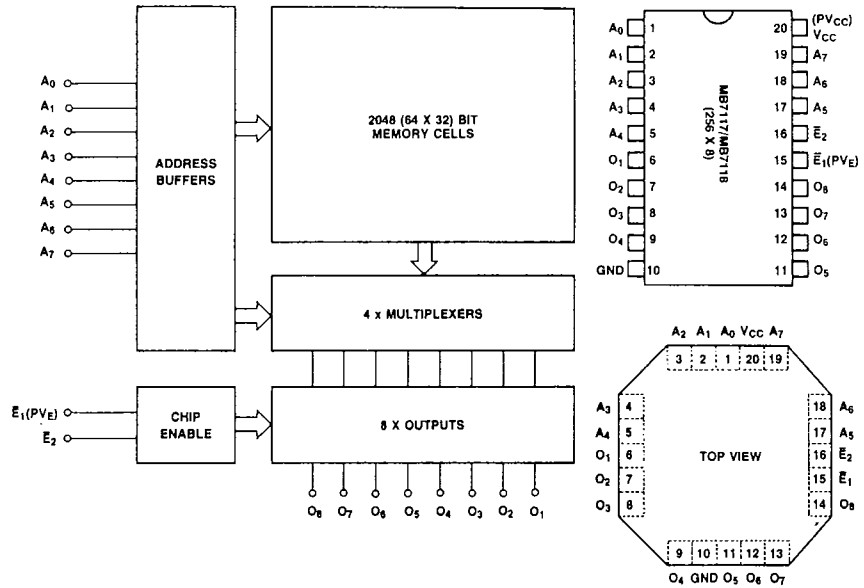 A0
A1
A2
A3
A4
A5
A6
A7
ADDRESS
BUFFERS
2048 (64 X 32) BIT
MEMORY CELLS
4 x MULTIPLEXERS
Ē1(PVE)
Ē2
CHIP
ENABLE
8 X OUTPUTS
O8 O7 O6 O5 O4 O3 O2 O1
A0 1 20 (PVCC) VCC
A1 2 19 A7
A2 3 18 A6
A3 4 17 A5
A4 5 16 Ē2
O1 6 15 Ē1(PVE)
O2 7 14 O8
O3 8 13 O7
O4 9 12 O6
GND 10 11 O5
MB7117/MB7118
(256 X 8)
A2 A1 A0 VCC A7
3 2 1 20 19
A3 4 18 A6
A4 5 17 A5
O1 6 16 Ē2
O2 7 15 Ē1
O3 8 14 O8
TOP VIEW
9 10 11 12 13
O4 GND O5 O6 O7